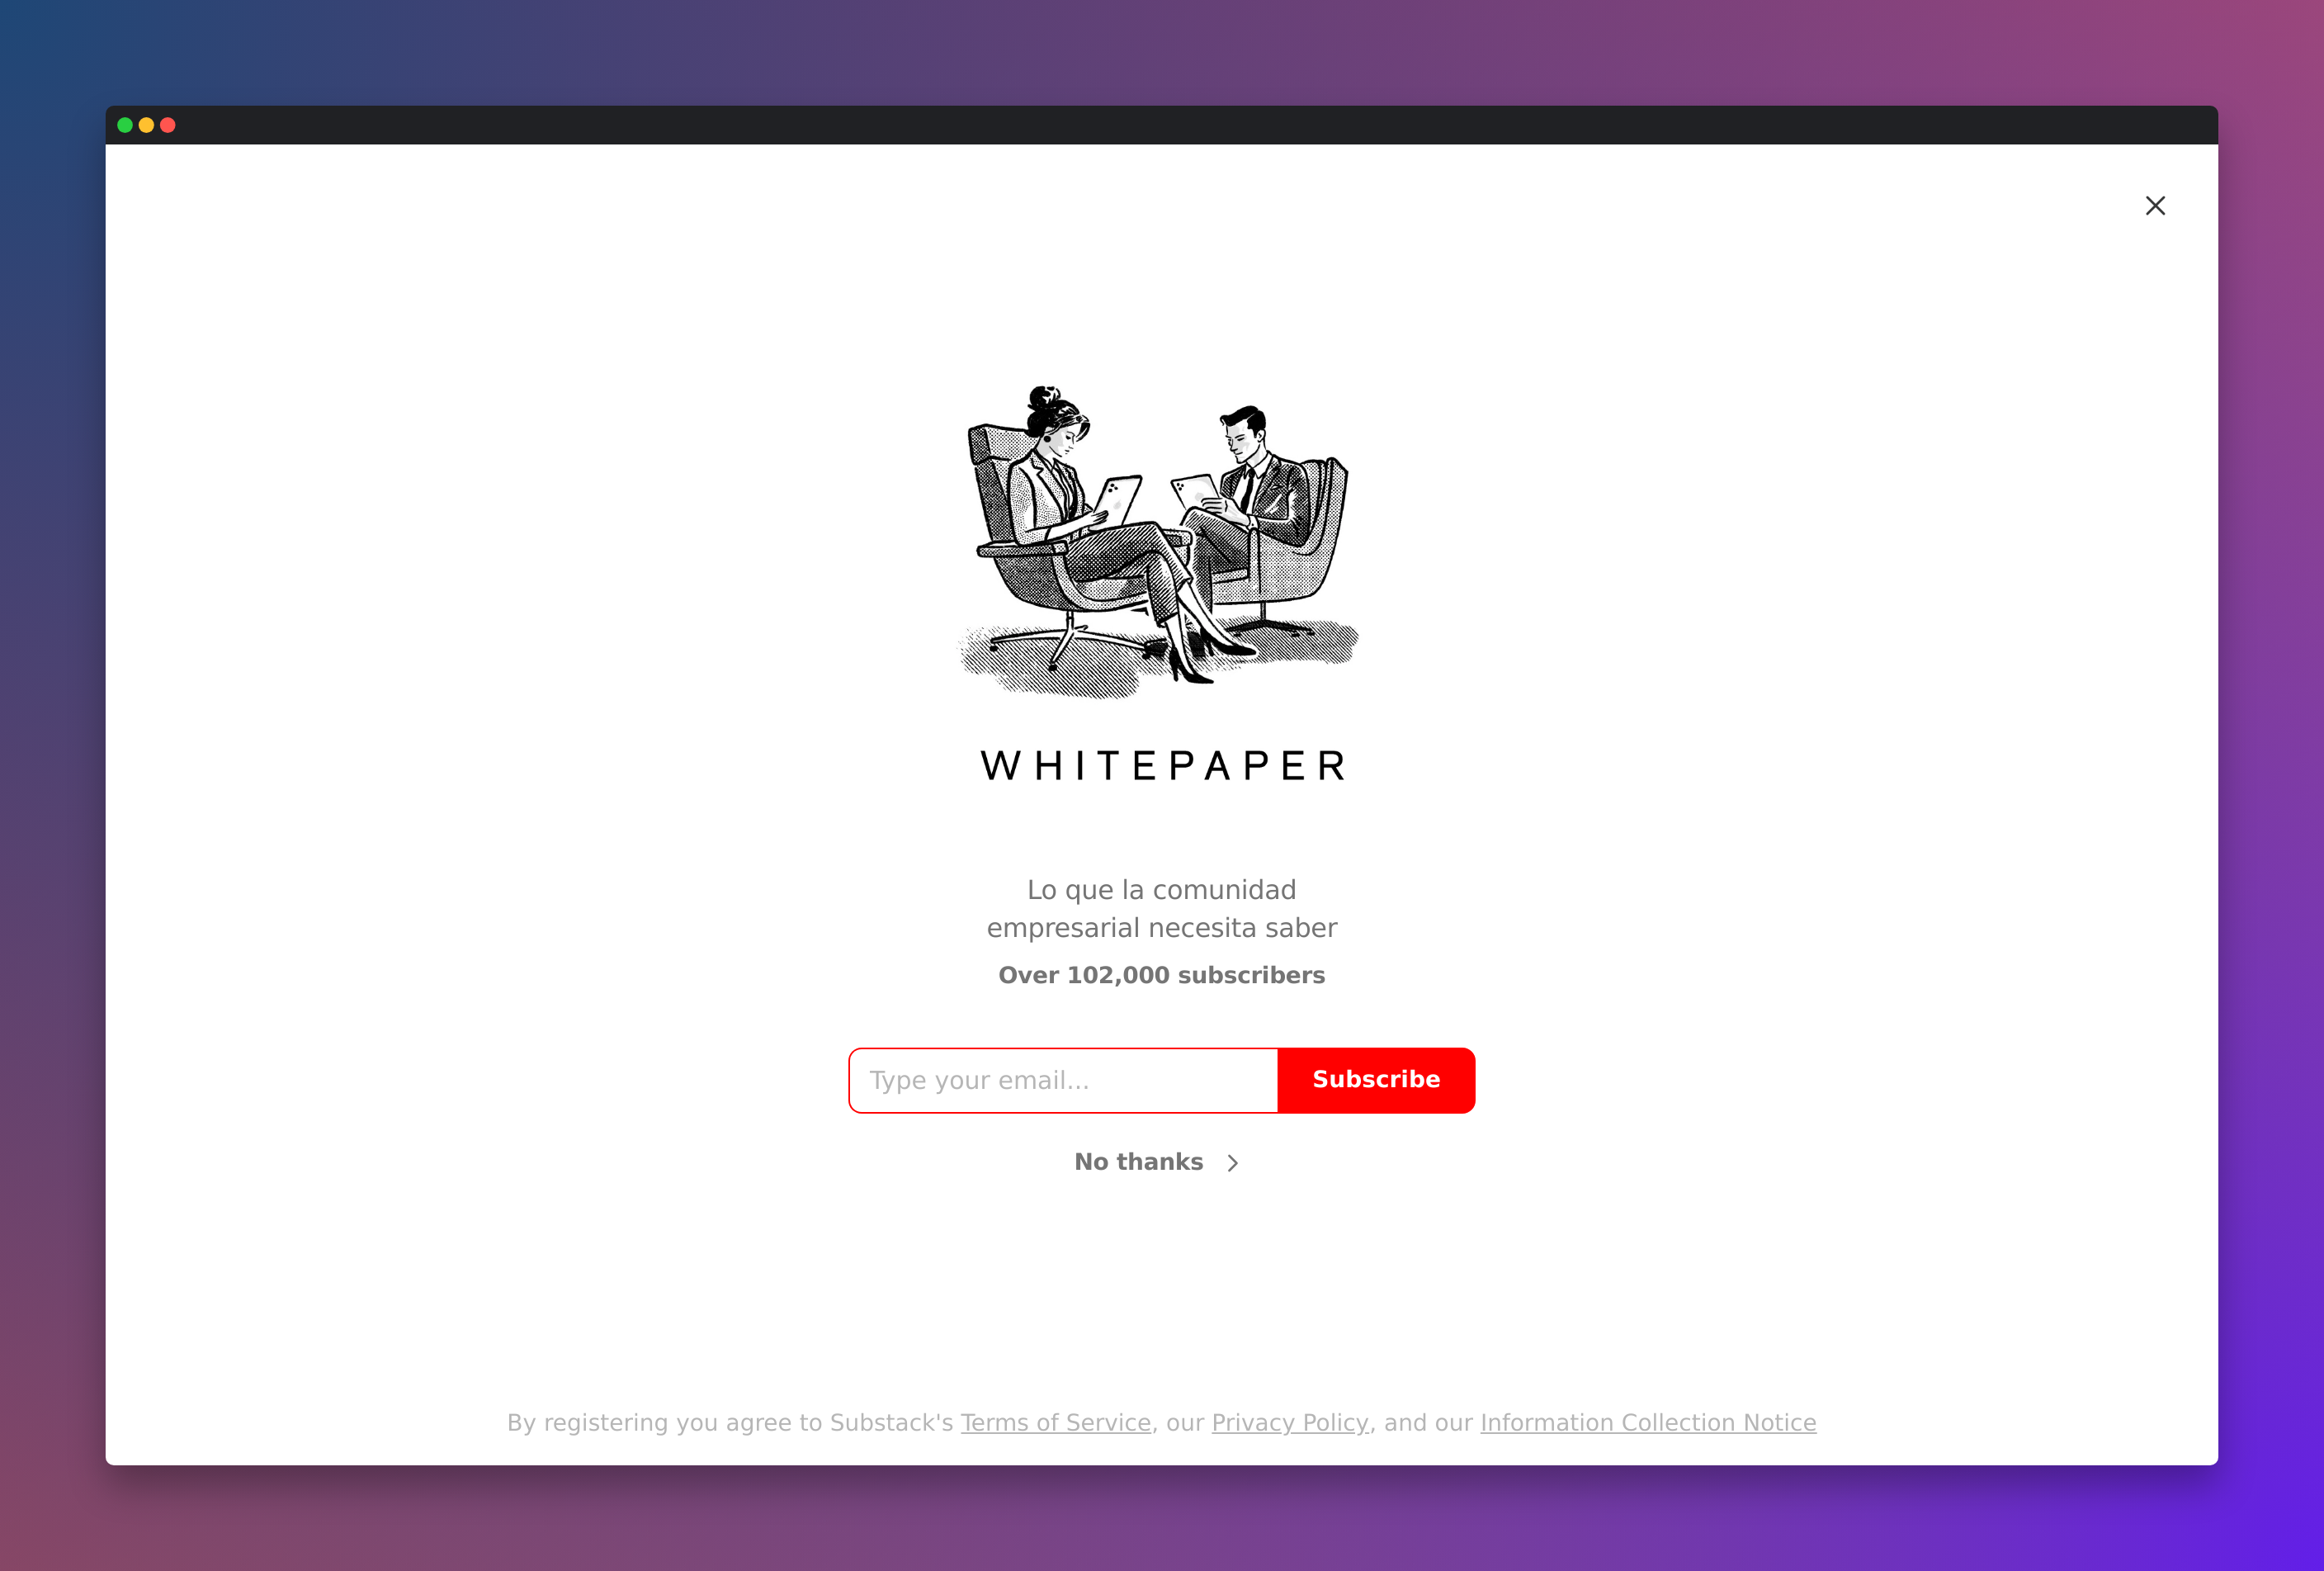 WHITEPAPER
Lo que la comunidad
empresarial necesita saber
Over 102,000 subscribers
Type your email...
Subscribe
No thanks
By registering you agree to Substack's Terms of Service, our Privacy Policy, and our Information Collection Notice